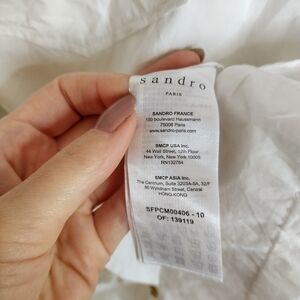 sandro
PARIS
SANDRO FRANCE
150 boulevard Haussmann
75008 Paris
www.sandro-paris.com
SMCP USA Inc.
44 Wall Street, 12th Floor
New York, New York 10005
RN132784
SMCP ASIA Inc.
The Centrium, Suite 3203A-5A, 32/F
60 Wyndham Street, Central
HONG-KONG
SFPCM00406 - 10
OF: 139119